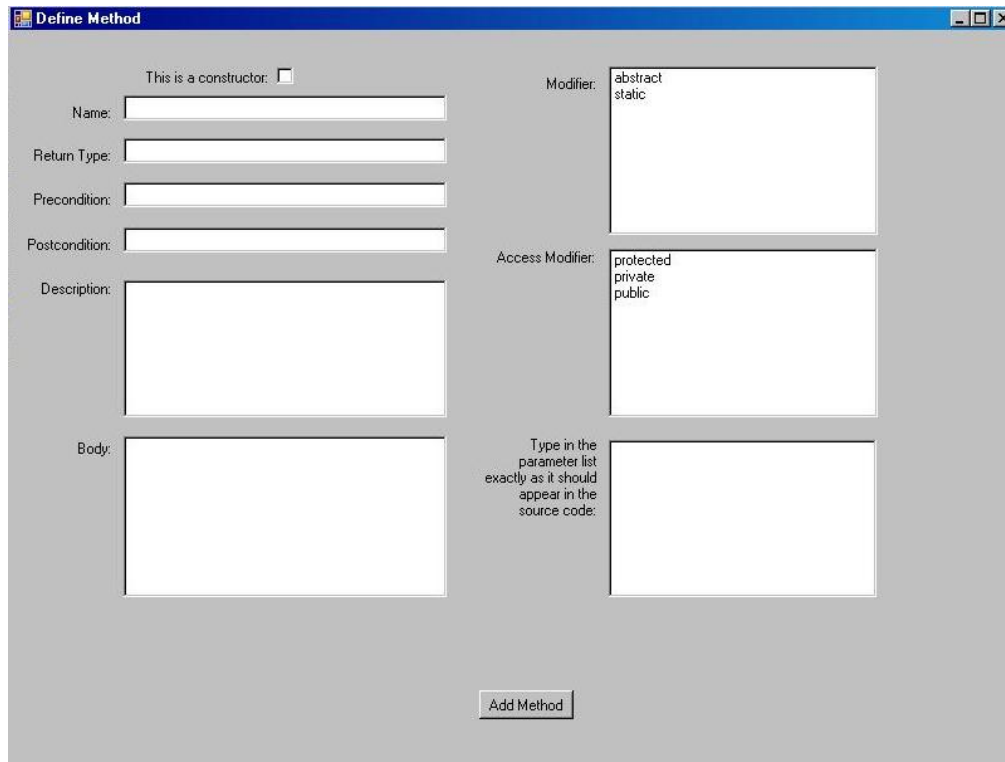 Define Method
This is a constructor:
Name:
Return Type:
Precondition:
Postcondition:
Description:
Body:
Modifier:
abstract
static
Access Modifier:
protected
private
public
Type in the
parameter list
exactly as it should
appear in the
source code:
Add Method